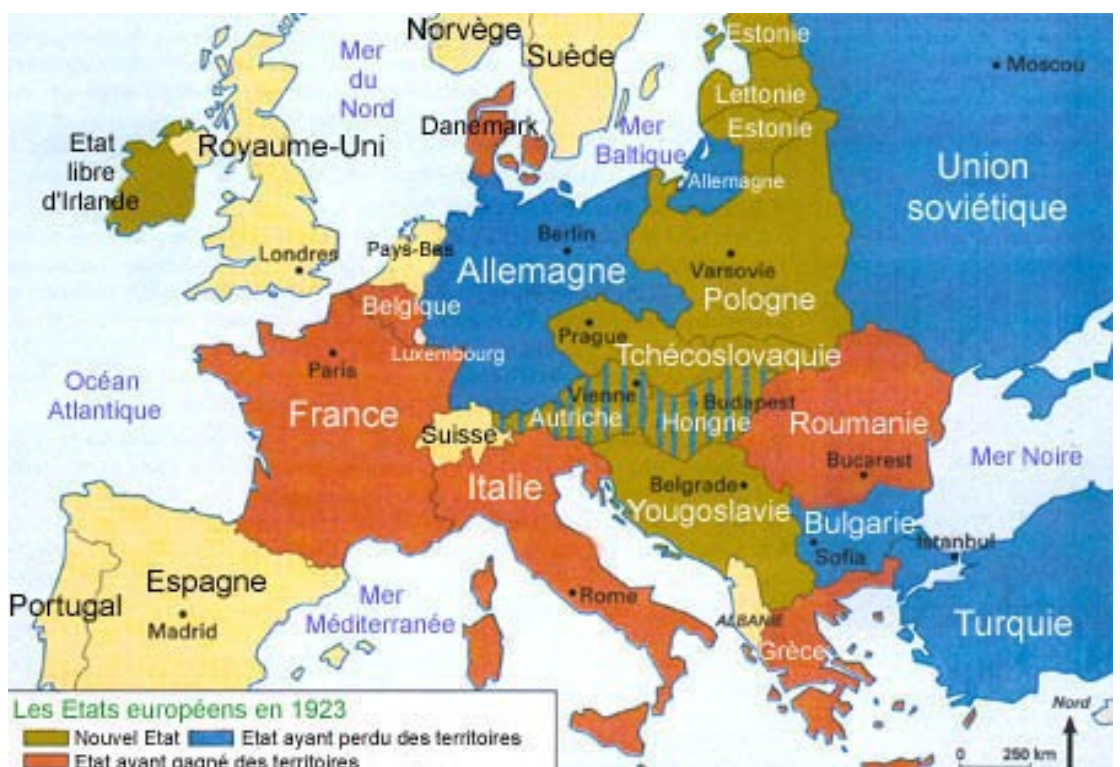 Norvège
Suède
Estonie
Moscou
Mer
du
Nord
Lettonie
Danemark
Mer
Baltique
Estonie
Etat
libre
d'Irlande
Royaume-Uni
Allemagne
Union
soviétique
Londres
Pays-Bas
Berlin
Allemagne
Varsovie
Pologne
Belgique
Prague
Luxembourg
Tchécoslovaquie
Paris
Océan
Atlantique
France
Vienne
Budapest
Autriche
Hongrie
Roumanie
Suisse
Bucarest
Mer Noire
Italie
Belgrade
Yougoslavie
Bulgarie
Sofia
Istanbul
Espagne
Portugal
Madrid
Mer
Méditerranée
Rome
ALBANIE
Turquie
Grèce
Les Etats européens en 1923
Nouvel Etat
Etat ayant perdu des territoires
Etat ayant gagné des territoires
Nord
0 250 km